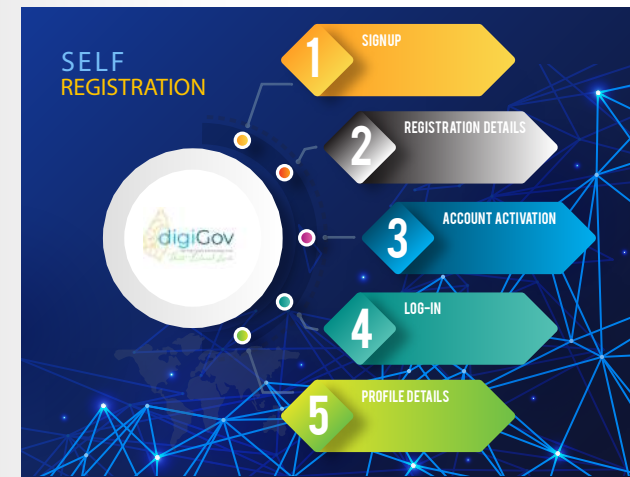 SELF
REGISTRATION
1
SIGNUP
2
REGISTRATION DETAILS
3
ACCOUNT ACTIVATION
digiGov
4
LOG-IN
5
PROFILE DETAILS